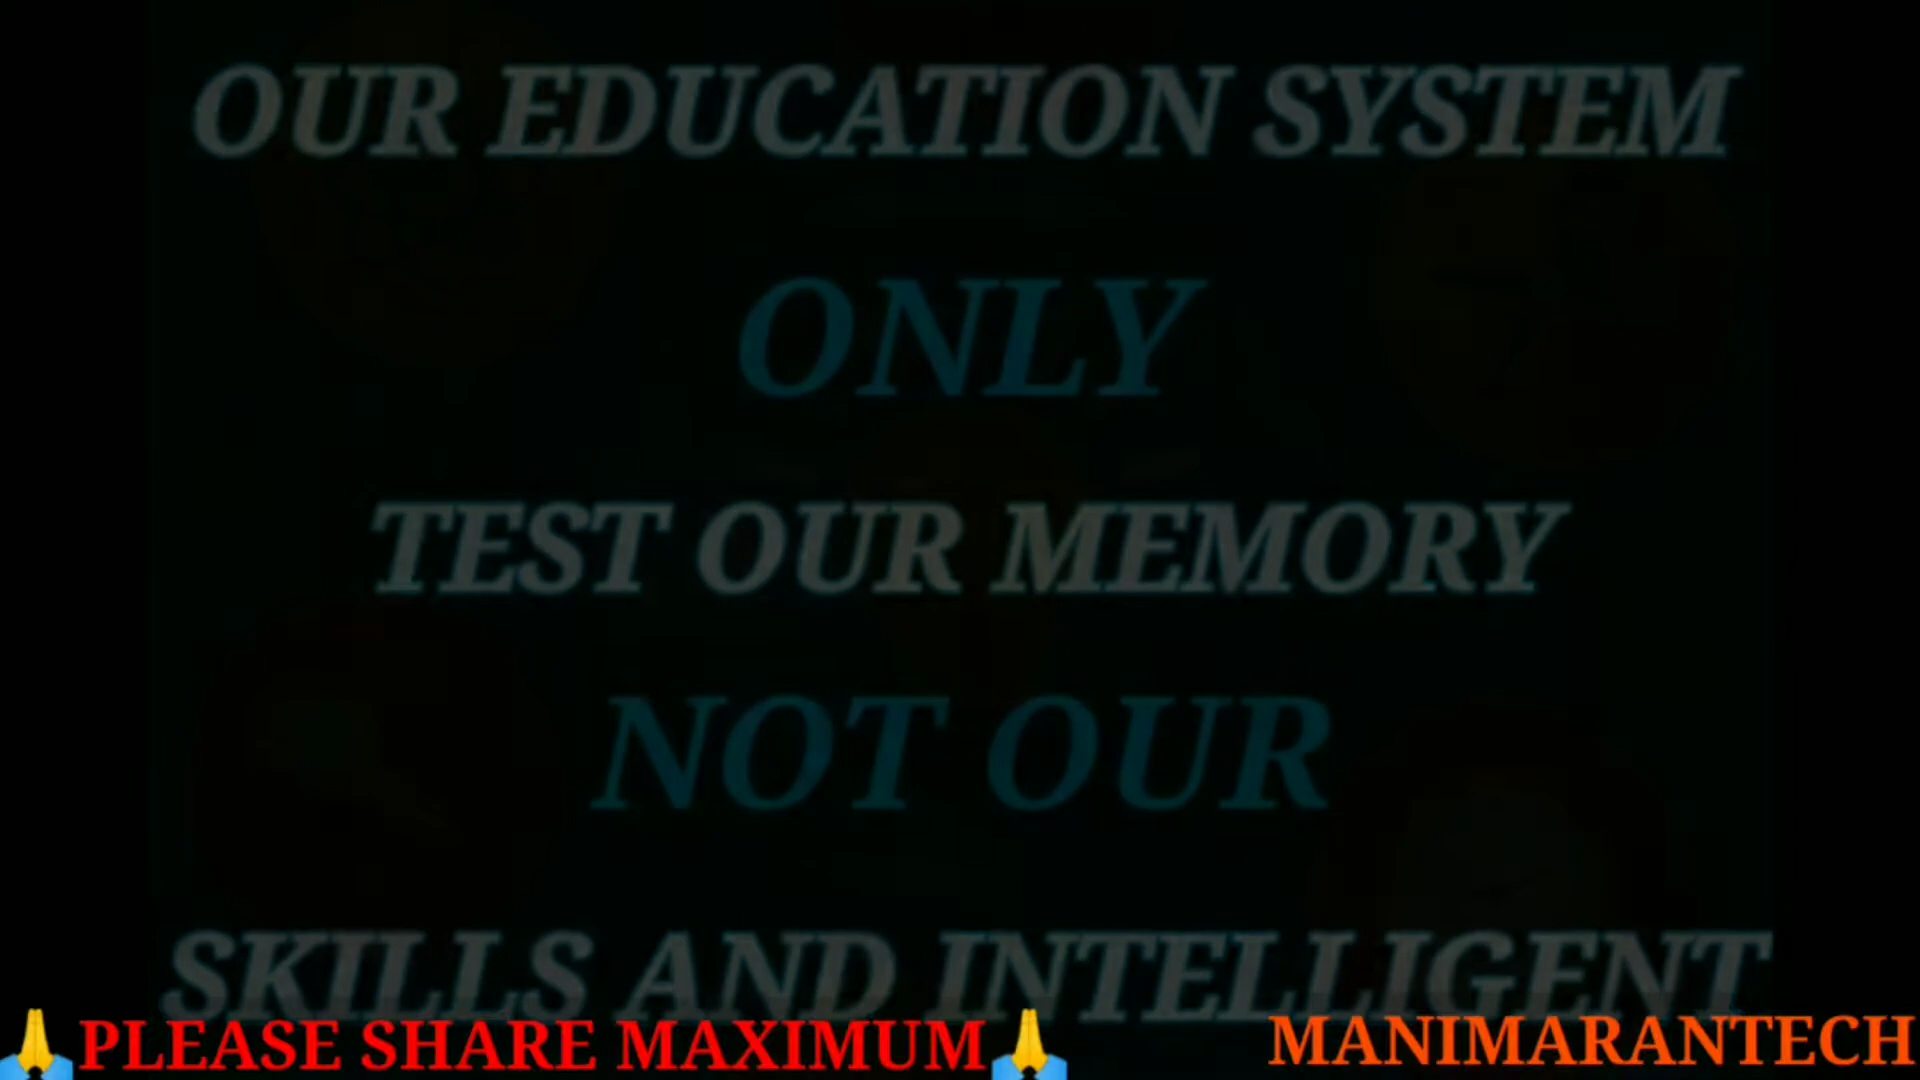 OUR EDUCATION SYSTEM
ONLY
TEST OUR MEMORY
NOT OUR
SKILLS AND INTELLIGENT
🙏PLEASE SHARE MAXIMUM🙏
MANIMARANTECH